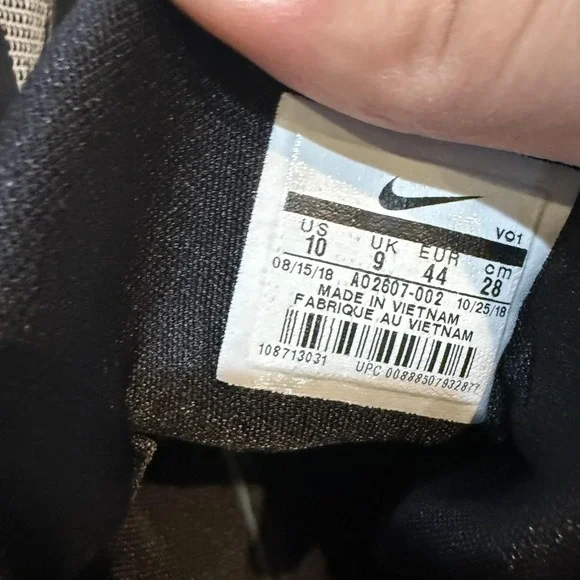 VO1
US UK EUR cm
10 9 44 28
08/15/18 AO2607-002 10/25/18
MADE IN VIETNAM
FABRIQUE AU VIETNAM
108713031 UPC 00888507932877